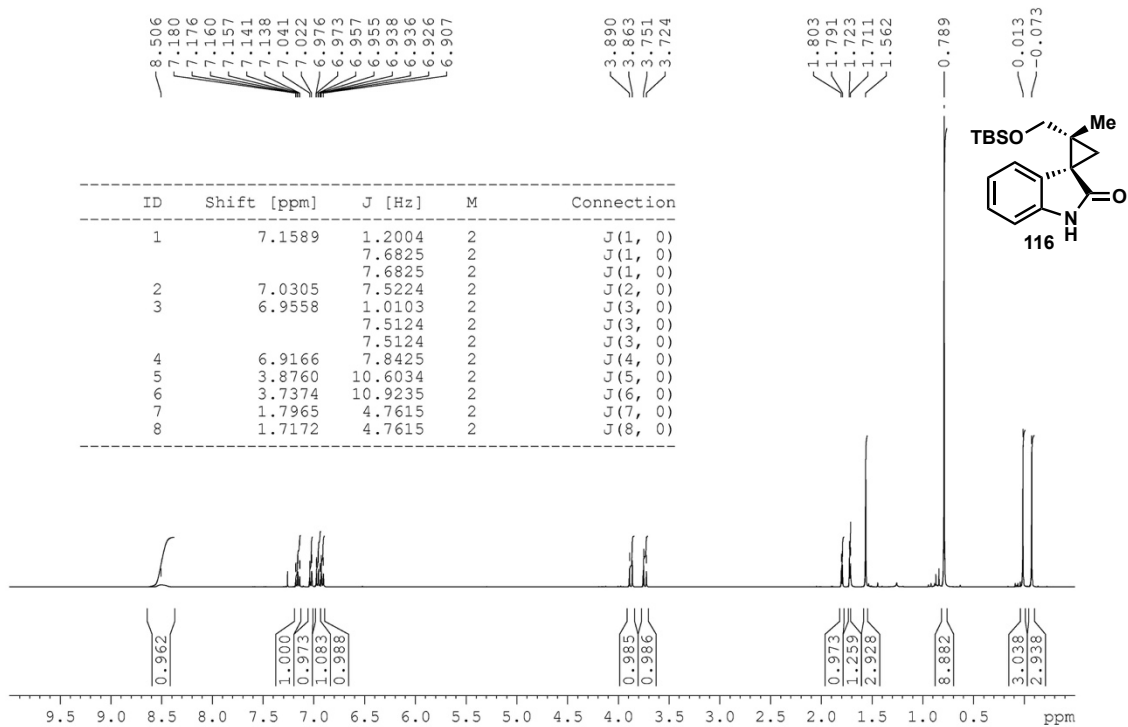 8.506
7.180
7.176
7.160
7.157
7.141
7.138
7.041
7.022
6.976
6.973
6.957
6.955
6.938
6.936
6.926
6.907
3.890
3.863
3.751
3.724
1.803
1.791
1.723
1.711
1.562
0.789
0.013
-0.073
TBSO
Me
O
N
H
116
ID Shift [ppm] J [Hz] M Connection
1 7.1589 1.2004 2 J(1, 0)
7.6825 2 J(1, 0)
7.6825 2 J(1, 0)
2 7.0305 7.5224 2 J(2, 0)
3 6.9558 1.0103 2 J(3, 0)
7.5124 2 J(3, 0)
7.5124 2 J(3, 0)
4 6.9166 7.8425 2 J(4, 0)
5 3.8760 10.6034 2 J(5, 0)
6 3.7374 10.9235 2 J(6, 0)
7 1.7965 4.7615 2 J(7, 0)
8 1.7172 4.7615 2 J(8, 0)
0.962
1.000
0.973
1.083
0.988
0.985
0.986
0.973
1.259
2.928
8.882
3.038
2.938
9.5 9.0 8.5 8.0 7.5 7.0 6.5 6.0 5.5 5.0 4.5 4.0 3.5 3.0 2.5 2.0 1.5 1.0 0.5 ppm